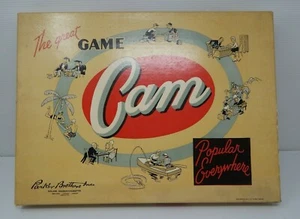 The great
GAME
Cam
Popular
Everywhere
Parker Brothers Inc